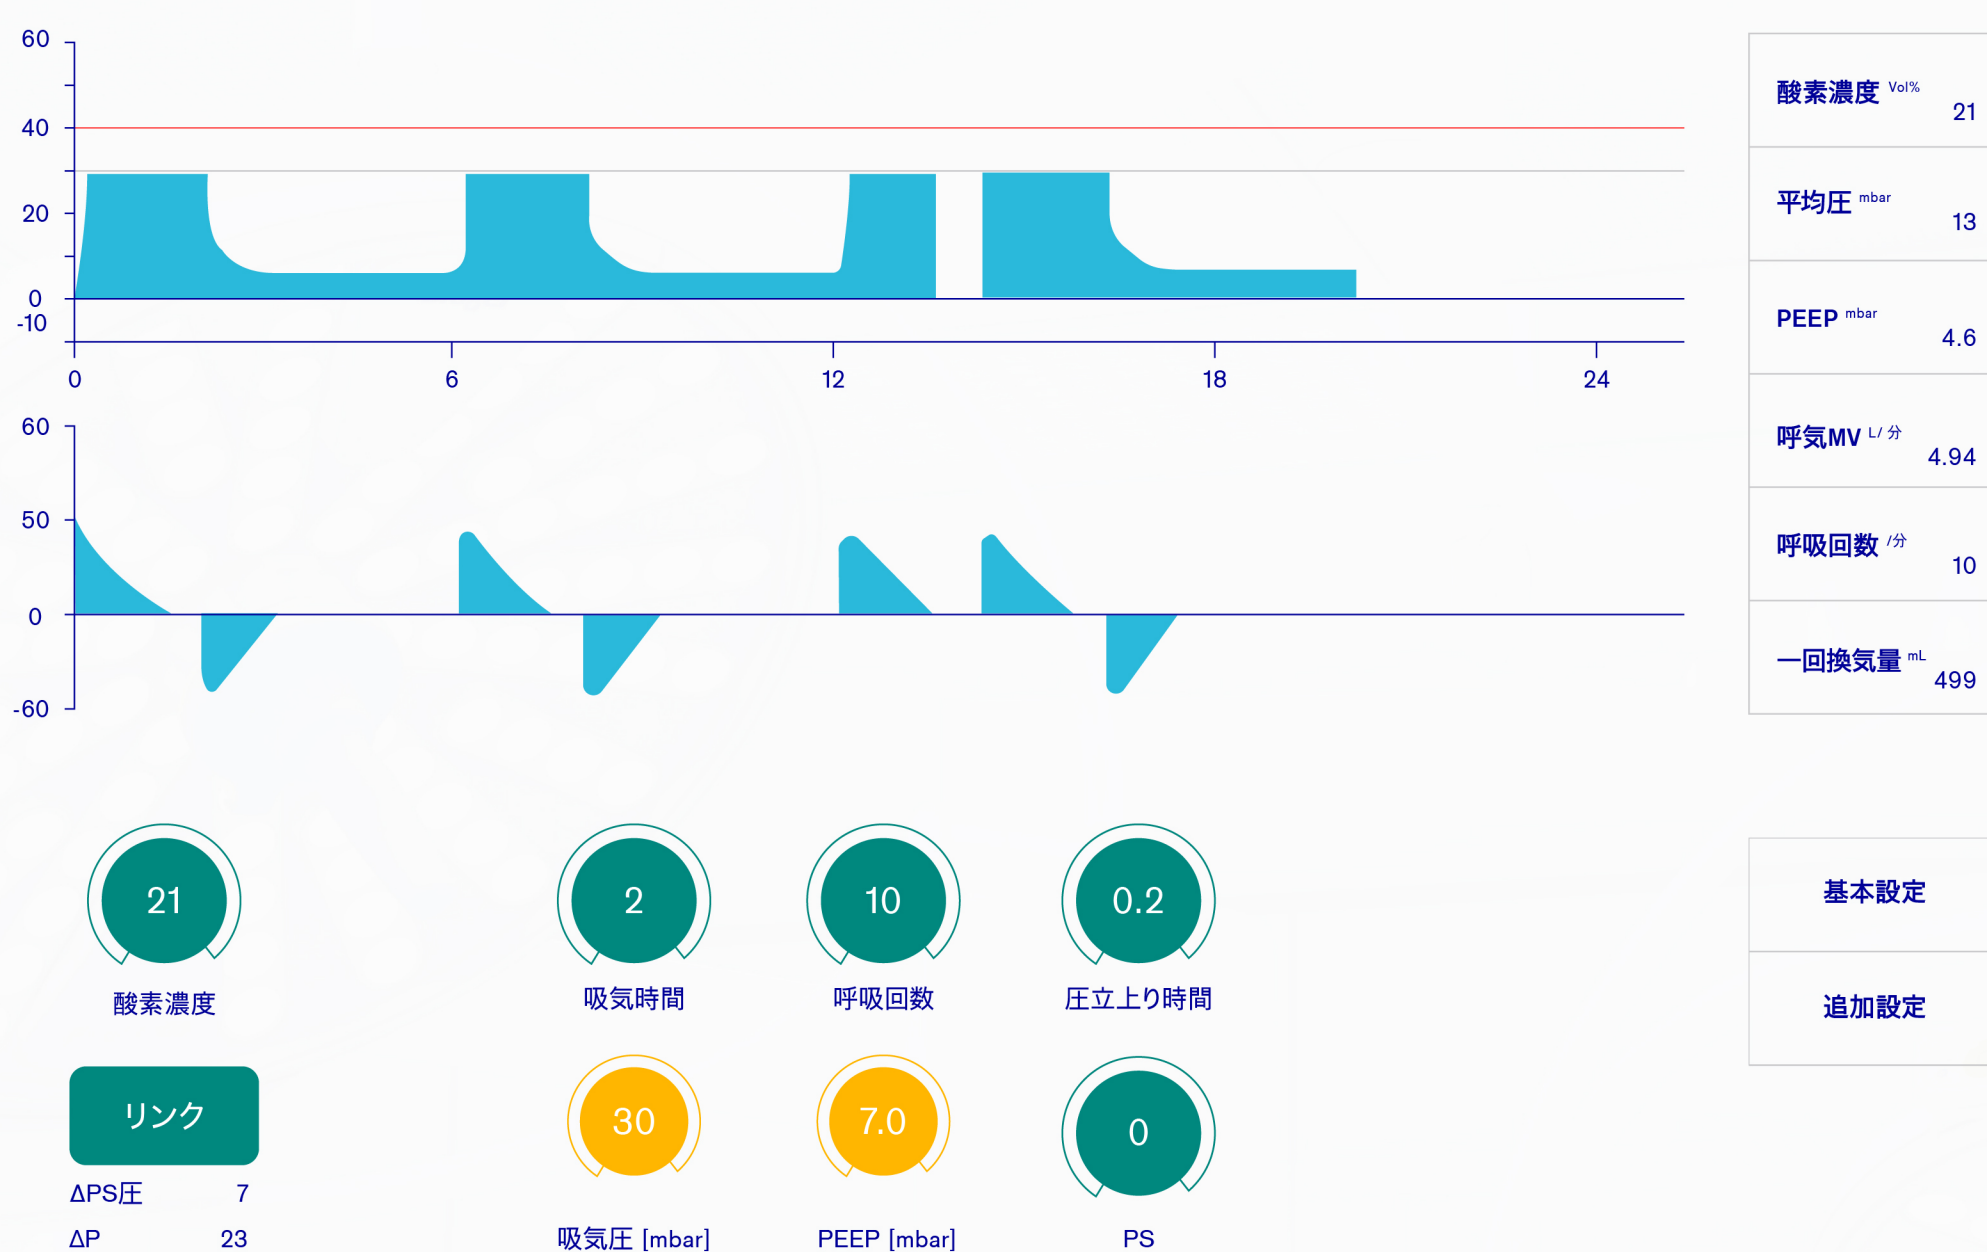 60
40
20
0
-10
0 6 12 18 24
60
50
0
-60
酸素濃度 Vol%
21
平均圧 mbar
13
PEEP mbar
4.6
呼気MV L/ 分
4.94
呼吸回数 /分
10
一回換気量 mL
499
21 2 10 0.2
酸素濃度 吸気時間 呼吸回数 圧立上り時間
基本設定
追加設定
リンク 30 7.0 0
ΔPS圧 7
ΔP 23 吸気圧 [mbar] PEEP [mbar] PS